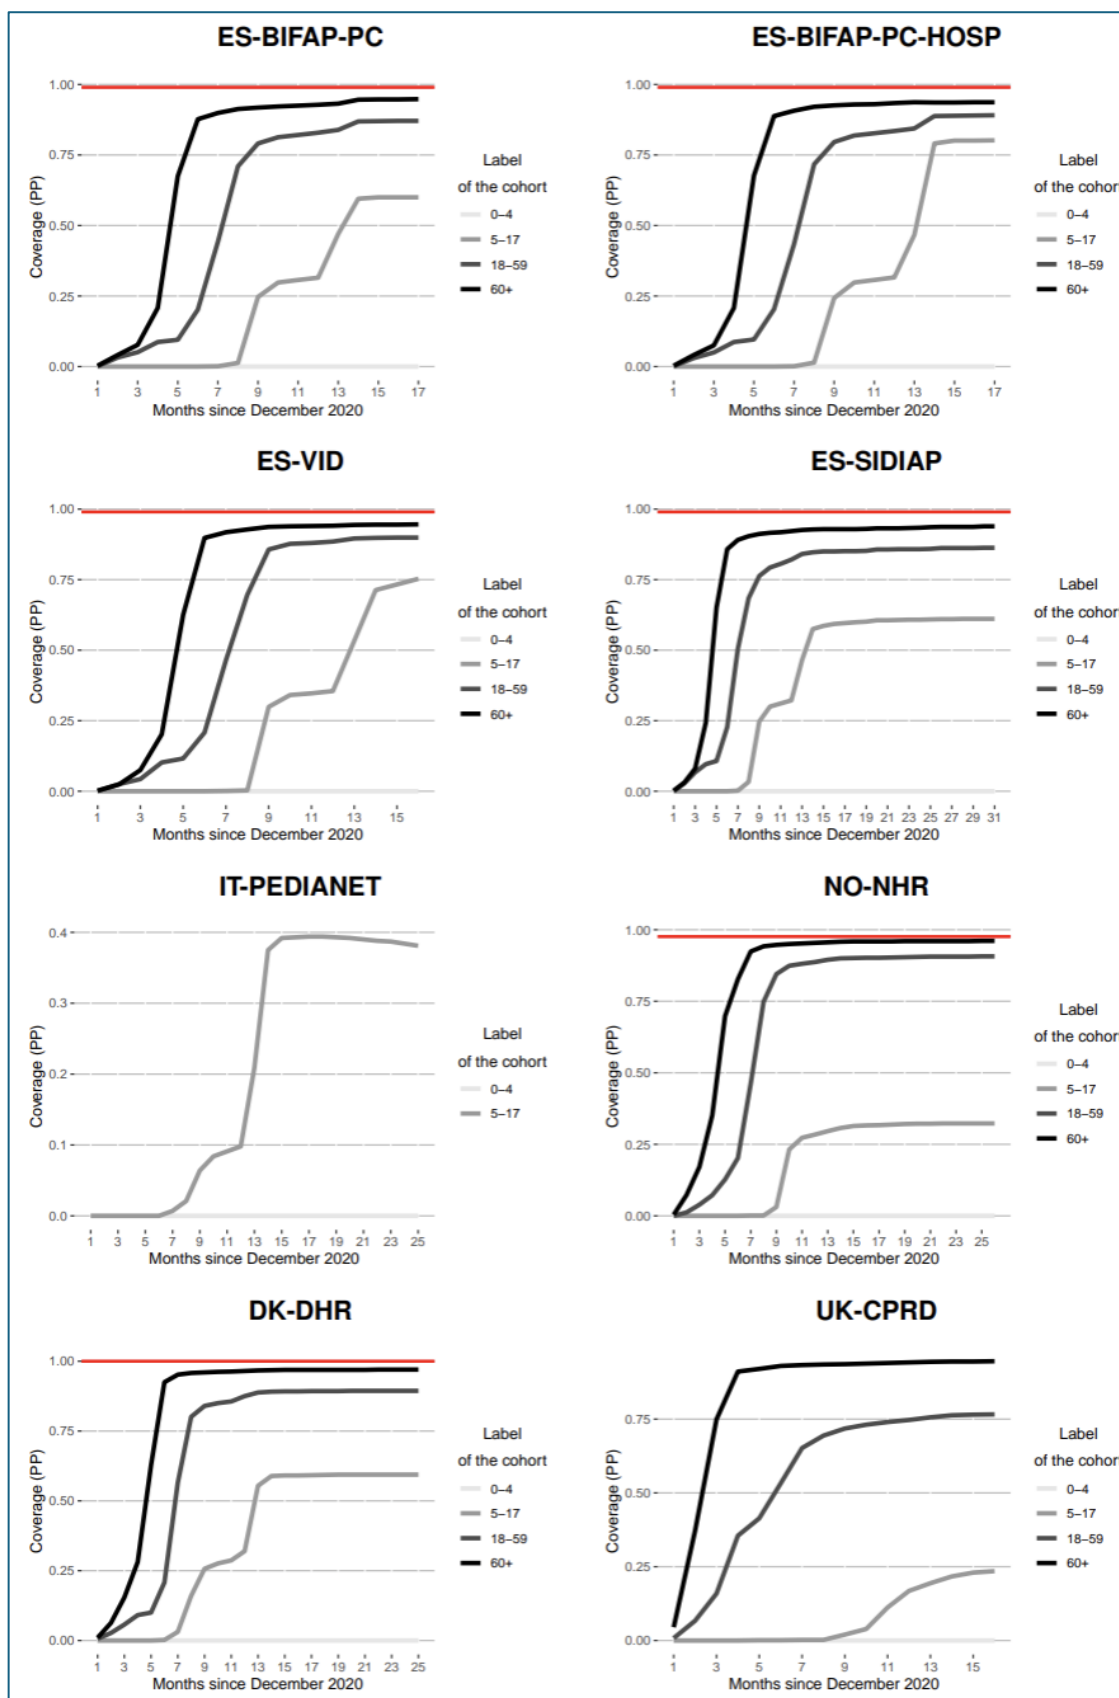 ES-BIFAP-PC
1.00
0.75
0.50
0.25
0.00
Coverage (PP)
1 3 5 7 9 11 13 15 17
Months since December 2020
Label
of the cohort
0–4
5–17
18–59
60+
ES-BIFAP-PC-HOSP
1.00
0.75
0.50
0.25
0.00
Coverage (PP)
1 3 5 7 9 11 13 15 17
Months since December 2020
Label
of the cohort
0–4
5–17
18–59
60+
ES-VID
1.00
0.75
0.50
0.25
0.00
Coverage (PP)
1 3 5 7 9 11 13 15
Months since December 2020
Label
of the cohort
0–4
5–17
18–59
60+
ES-SIDIAP
1.00
0.75
0.50
0.25
0.00
Coverage (PP)
1 3 5 7 9 11 13 15 17 19 21 23 25 27 29 31
Months since December 2020
Label
of the cohort
0–4
5–17
18–59
60+
IT-PEDIANET
0.4
0.3
0.2
0.1
0.0
Coverage (PP)
1 3 5 7 9 11 13 15 17 19 21 23 25
Months since December 2020
Label
of the cohort
0–4
5–17
NO-NHR
1.00
0.75
0.50
0.25
0.00
Coverage (PP)
1 3 5 7 9 11 13 15 17 19 21 23 25
Months since December 2020
Label
of the cohort
0–4
5–17
18–59
60+
DK-DHR
1.00
0.75
0.50
0.25
0.00
Coverage (PP)
1 3 5 7 9 11 13 15 17 19 21 23 25
Months since December 2020
Label
of the cohort
0–4
5–17
18–59
60+
UK-CPRD
0.75
0.50
0.25
0.00
Coverage (PP)
1 3 5 7 9 11 13 15
Months since December 2020
Label
of the cohort
0–4
5–17
18–59
60+